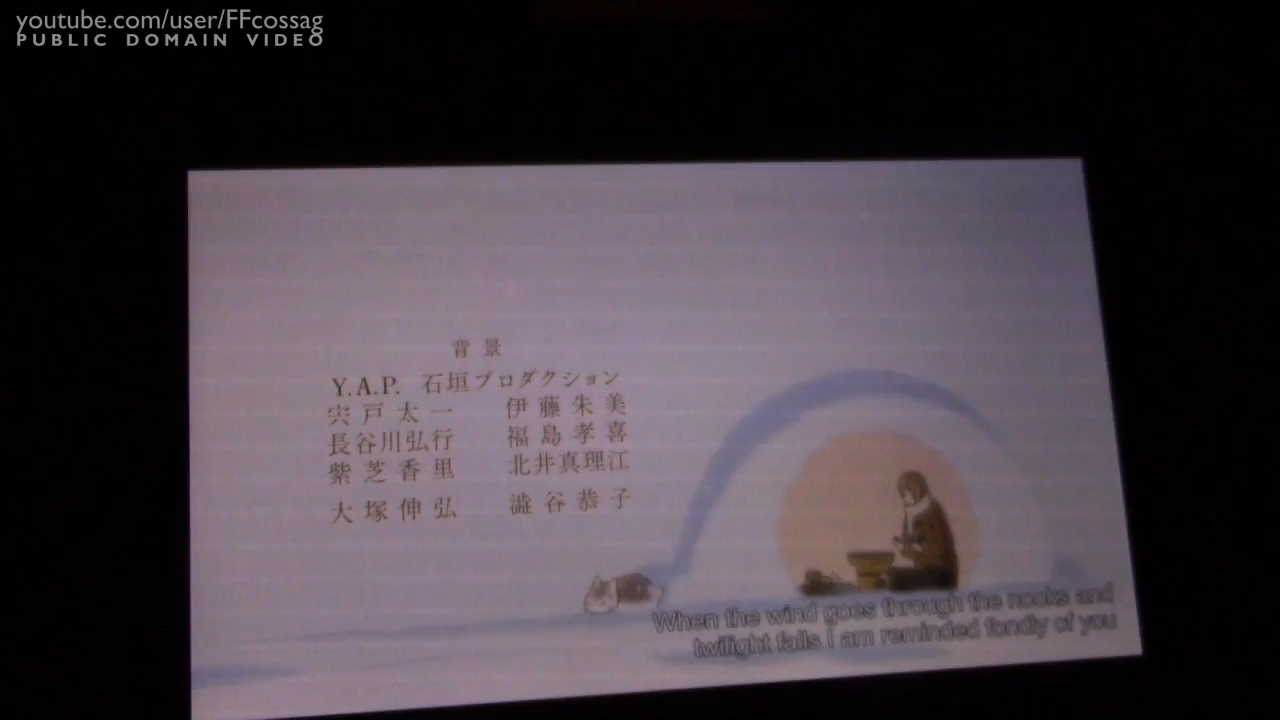 youtube.com/user/FFcossag
PUBLIC DOMAIN VIDEO
背景
Y.A.P. 石垣プロダクション
宍戸太一 伊藤朱美
長谷川弘行 福島孝喜
紫芝香里 北井真理江
大塚伸弘 澁谷恭子
When the wind goes through the nooks and
twilight falls I am reminded fondly of you